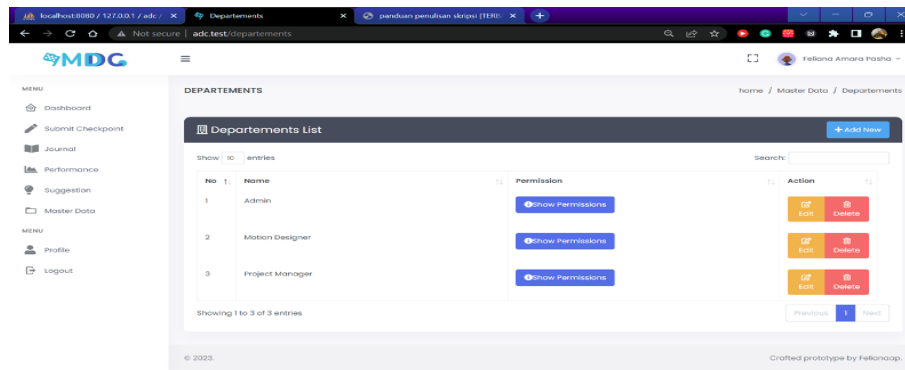 localhost:8080 / 127.0.0.1 / adc /
Departements
panduan penulisan skripsi [TERB
Not secure | adc.test/departements
MDG
Feliana Amara Pasha
MENU
DEPARTEMENTS
home / Master Data / Departements
Dashboard
Submit Checkpoint
Departements List
+ Add New
Journal
Show 10 entries
Search:
Performance
No Name Permission Action
Suggestion
1 Admin Show Permissions Edit Delete
Master Data
MENU
2 Motion Designer Show Permissions Edit Delete
Profile
Logout
3 Project Manager Show Permissions Edit Delete
Showing 1 to 3 of 3 entries
Previous 1 Next
© 2023.
Crafted prototype by Felianaap.